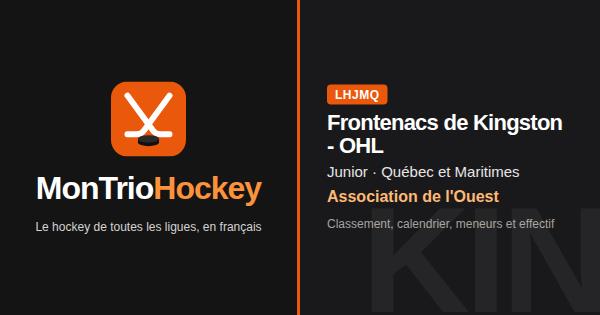 MonTrioHockey
Le hockey de toutes les ligues, en français
LHJMQ
Frontenacs de Kingston
- OHL
Junior · Québec et Maritimes
Association de l'Ouest
Classement, calendrier, meneurs et effectif
KIN